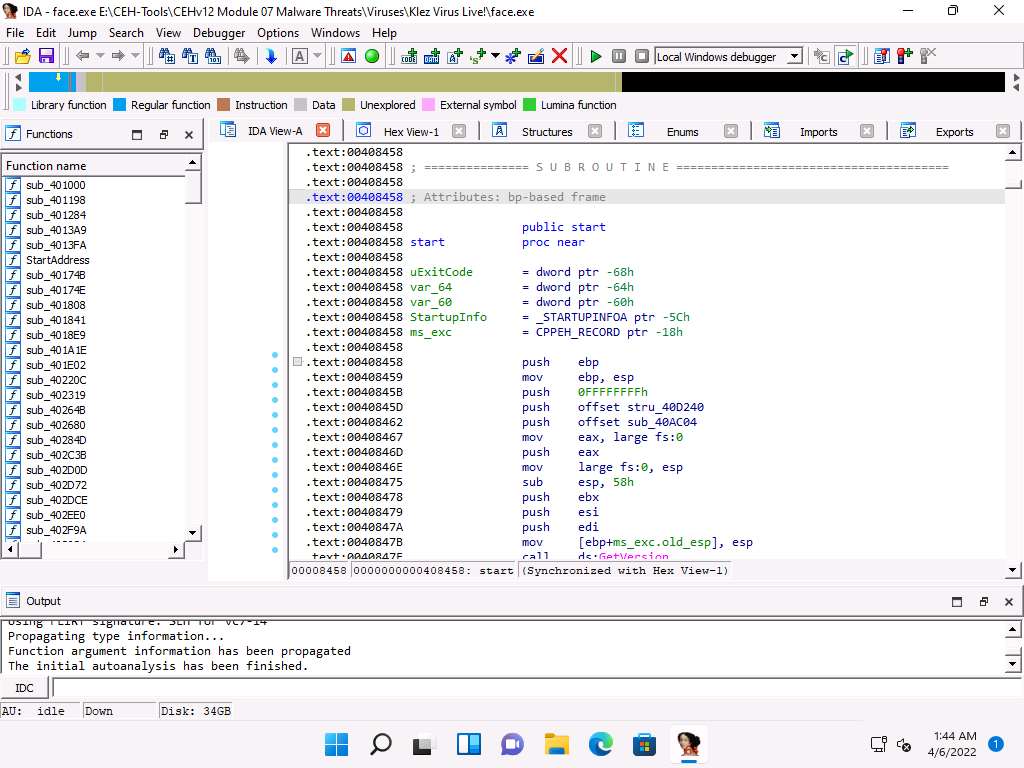 IDA - face.exe E:\CEH-Tools\CEHv12 Module 07 Malware Threats\Viruses\Klez Virus Live!\face.exe
File Edit Jump Search View Debugger Options Windows Help
Local Windows debugger
Library function Regular function Instruction Data Unexplored External symbol Lumina function
Functions
IDA View-A Hex View-1 Structures Enums Imports Exports
Function name
sub_401000
sub_401198
sub_401284
sub_4013A9
sub_4013FA
StartAddress
sub_40174B
sub_40174E
sub_401808
sub_401841
sub_4018E9
sub_401A1E
sub_401E02
sub_40220C
sub_402319
sub_40264B
sub_402680
sub_40284D
sub_402C3B
sub_402D0D
sub_402D72
sub_402DCE
sub_402EE0
sub_402F9A
.text:00408458
.text:00408458 ; =============== S U B R O U T I N E =======================================
.text:00408458
.text:00408458 ; Attributes: bp-based frame
.text:00408458
.text:00408458 public start
.text:00408458 start proc near
.text:00408458
.text:00408458 uExitCode = dword ptr -68h
.text:00408458 var_64 = dword ptr -64h
.text:00408458 var_60 = dword ptr -60h
.text:00408458 StartupInfo = _STARTUPINFOA ptr -5Ch
.text:00408458 ms_exc = CPPEH_RECORD ptr -18h
.text:00408458
.text:00408458 push ebp
.text:00408459 mov ebp, esp
.text:0040845B push 0FFFFFFFFh
.text:0040845D push offset stru_40D240
.text:00408462 push offset sub_40AC04
.text:00408467 mov eax, large fs:0
.text:0040846D push eax
.text:0040846E mov large fs:0, esp
.text:00408475 sub esp, 58h
.text:00408478 push ebx
.text:00408479 push esi
.text:0040847A push edi
.text:0040847B mov [ebp+ms_exc.old_esp], esp
.text:0040847E call ds:GetVersion
00008458 0000000000408458: start (Synchronized with Hex View-1)
Output
Using FLIRT signature: SEH for vc7-14
Propagating type information...
Function argument information has been propagated
The initial autoanalysis has been finished.
IDC
AU: idle Down Disk: 34GB
1:44 AM
4/6/2022
1